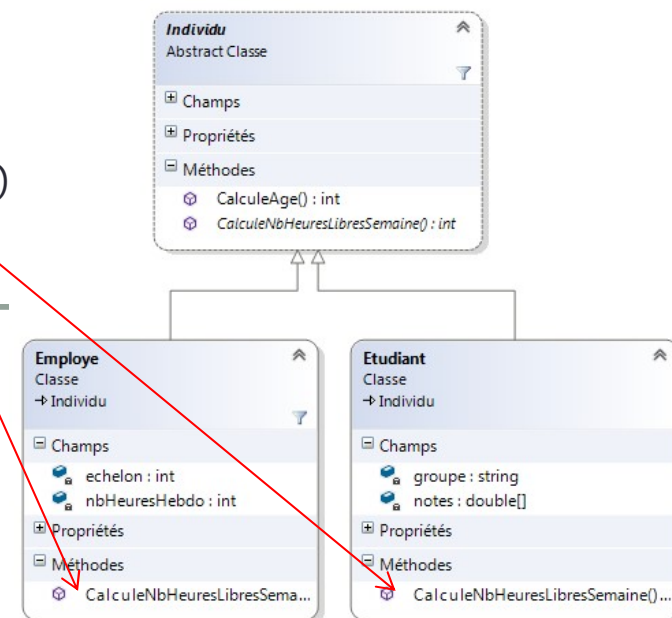 )
Individu
Abstract Classe
Champs
Propriétés
Méthodes
CalculeAge() : int
CalculeNbHeuresLibresSemaine() : int
Employe
Classe
→ Individu
Champs
echelon : int
nbHeuresHebdo : int
Propriétés
Méthodes
CalculeNbHeuresLibresSema...
Etudiant
Classe
→ Individu
Champs
groupe : string
notes : double[]
Propriétés
Méthodes
CalculeNbHeuresLibresSemaine()...